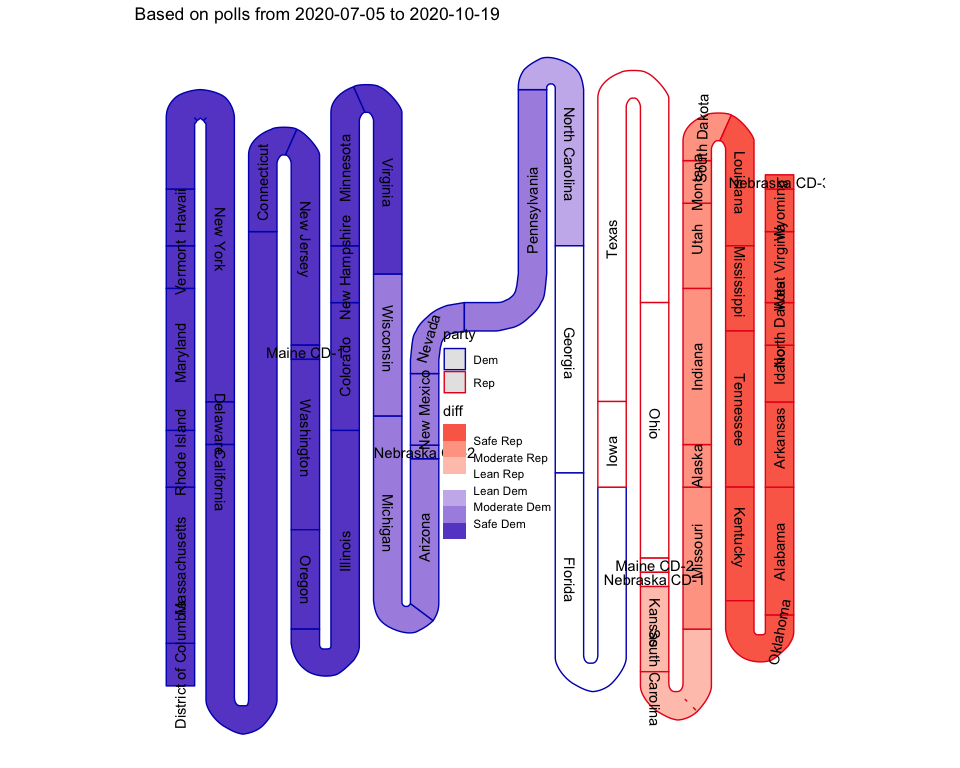 Based on polls from 2020-07-05 to 2020-10-19
District of Columbia
Massachusetts
Rhode Island
Maryland
Vermont
Hawaii
New York
Delaware
California
Connecticut
New Jersey
Maine CD-1
Washington
Oregon
Illinois
Colorado
New Hampshire
Minnesota
Virginia
Wisconsin
Michigan
Arizona
Nebraska CD-2
New Mexico
Nevada
Pennsylvania
North Carolina
Georgia
Florida
Iowa
Texas
Ohio
Maine CD-2
Nebraska CD-1
Kansas
South Carolina
Missouri
Alaska
Indiana
Utah
Montana
South Dakota
Louisiana
Mississippi
Tennessee
Kentucky
Oklahoma
Alabama
Arkansas
Idaho
North Dakota
West Virginia
Wyoming
Nebraska CD-3
party
Dem
Rep
diff
Safe Rep
Moderate Rep
Lean Rep
Lean Dem
Moderate Dem
Safe Dem